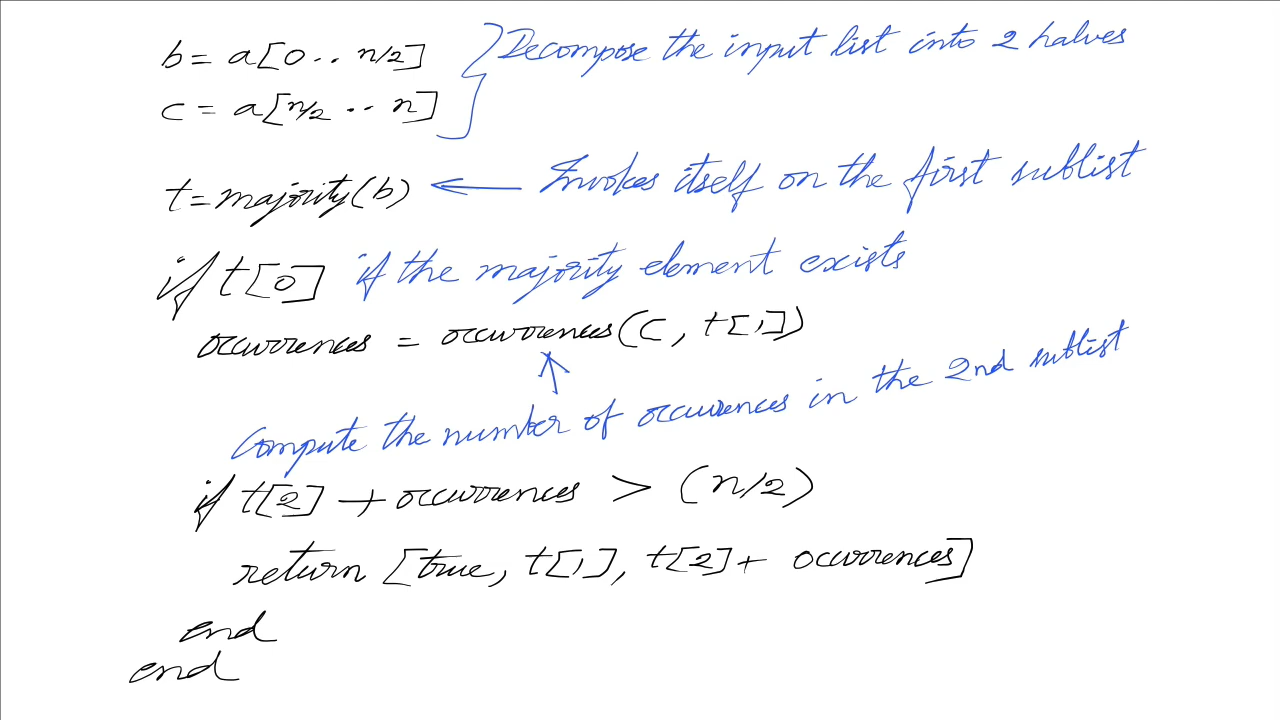 b = a[0.. n/2] Decompose the input list into 2 halves
c = a[n/2 .. n]
t = majority(b) ← Invokes itself on the first sublist
if t[0] if the majority element exists
occurrences = occurrences(c, t[1])
Compute the number of occurences in the 2nd sublist
if t[2] + occurrences > (n/2)
return [true, t[1], t[2] + occurrences]
end
end